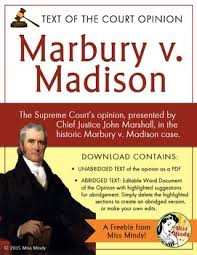 TEXT OF THE COURT OPINION
Marbury v.
Madison
The Supreme Court's opinion, presented by
Chief Justice John Marshall, in the
historic Marbury v. Madison case.
DOWNLOAD CONTAINS:
• UNABRIDGED TEXT of the opinion as a PDF
• ABRIDGED TEXT: Editable Word Document
of the Opinion with highlighted suggestions
for abridgement. Simply delete the highlighted
sections to create an abridged version,
or make your own edits.
A Freebie from
Miss Mindy!
Miss
Mindy
© 2015 Miss Mindy